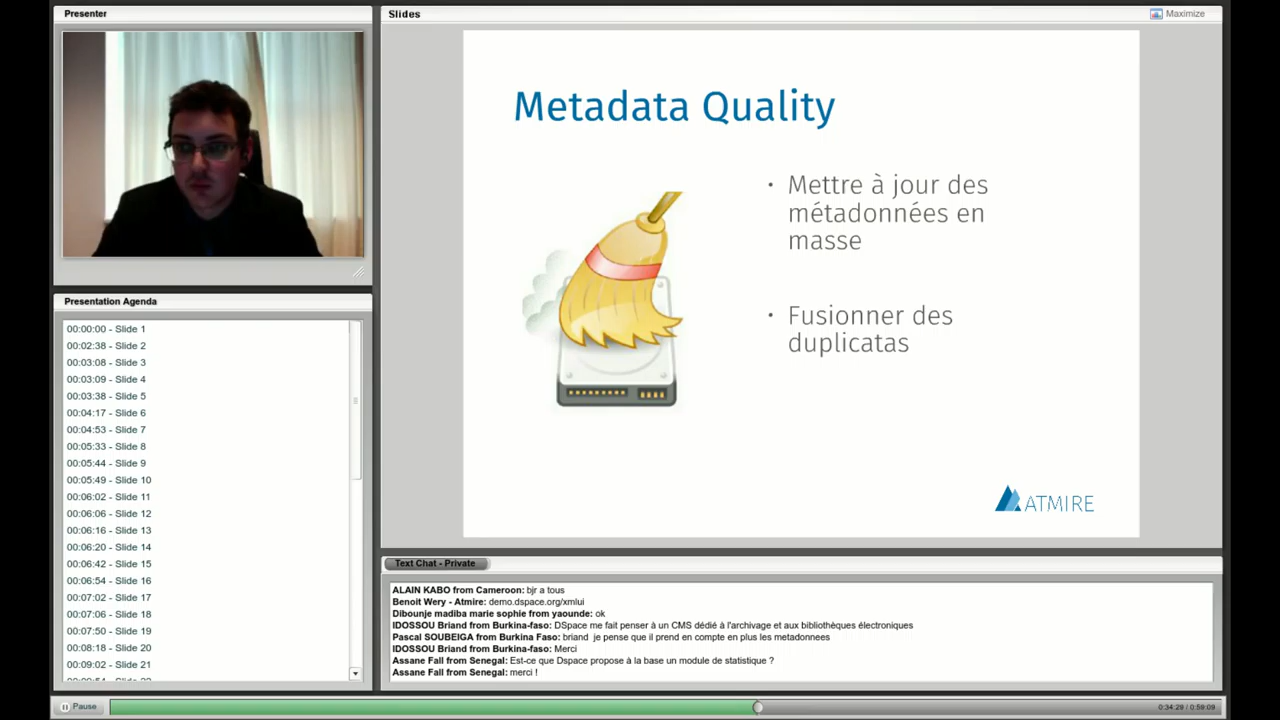 Presenter
Slides
Maximize
Metadata Quality
• Mettre à jour des
métadonnées en
masse
• Fusionner des
duplicatas
ATMIRE
Presentation Agenda
00:00:00 - Slide 1
00:02:38 - Slide 2
00:03:08 - Slide 3
00:03:09 - Slide 4
00:03:38 - Slide 5
00:04:17 - Slide 6
00:04:53 - Slide 7
00:05:33 - Slide 8
00:05:44 - Slide 9
00:05:49 - Slide 10
00:06:02 - Slide 11
00:06:06 - Slide 12
00:06:16 - Slide 13
00:06:20 - Slide 14
00:06:42 - Slide 15
00:06:54 - Slide 16
00:07:02 - Slide 17
00:07:06 - Slide 18
00:07:50 - Slide 19
00:08:18 - Slide 20
00:09:02 - Slide 21
Text Chat - Private
ALAIN KABO from Cameroon: bjr a tous
Benoit Wery - Atmire: demo.dspace.org/xmlui
Dibounje madiba marie sophie from yaounde: ok
IDOSSOU Briand from Burkina-faso: DSpace me fait penser à un CMS dédié à l'archivage et aux bibliothèques électroniques
Pascal SOUBEIGA from Burkina Faso: briand  je pense que il prend en compte en plus les metadonnees
IDOSSOU Briand from Burkina-faso: Merci
Assane Fall from Senegal: Est-ce que Dspace propose à la base un module de statistique ?
Assane Fall from Senegal: merci !
Pause
0:34:29 / 0:59:09